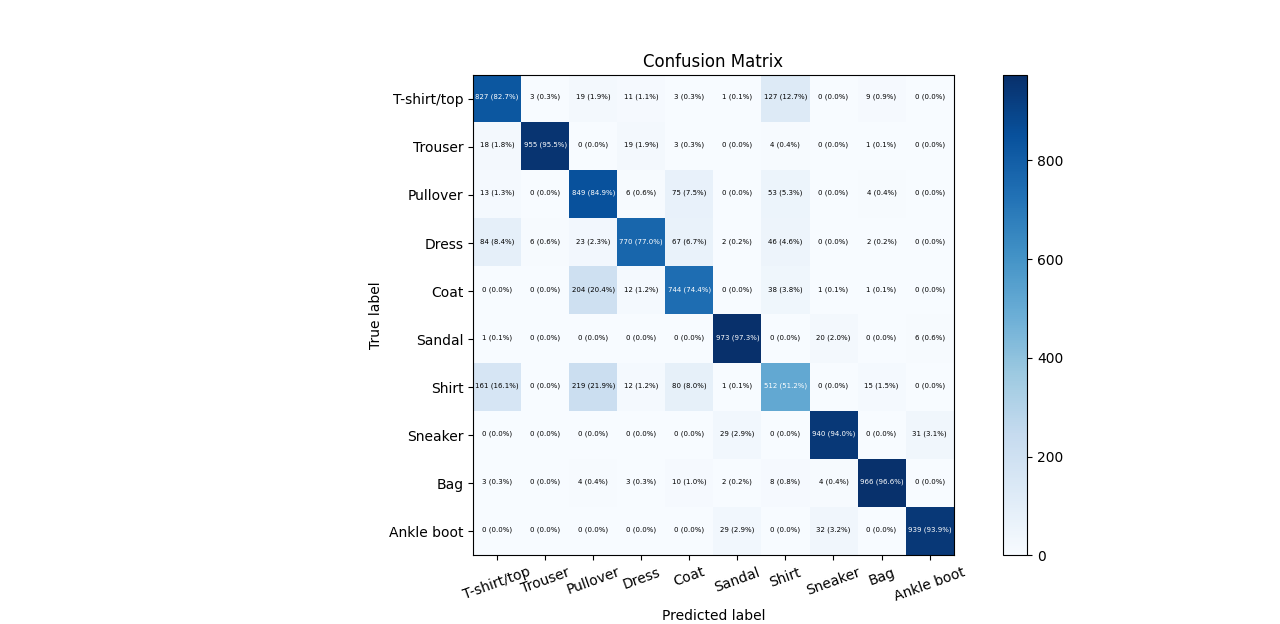 Confusion Matrix
T-shirt/top 827 (82.7%) 3 (0.3%) 19 (1.9%) 11 (1.1%) 3 (0.3%) 1 (0.1%) 127 (12.7%) 0 (0.0%) 9 (0.9%) 0 (0.0%)
Trouser 18 (1.8%) 955 (95.5%) 0 (0.0%) 19 (1.9%) 3 (0.3%) 0 (0.0%) 4 (0.4%) 0 (0.0%) 1 (0.1%) 0 (0.0%)
800
Pullover 13 (1.3%) 0 (0.0%) 849 (84.9%) 6 (0.6%) 75 (7.5%) 0 (0.0%) 53 (5.3%) 0 (0.0%) 4 (0.4%) 0 (0.0%)
Dress 84 (8.4%) 6 (0.6%) 23 (2.3%) 770 (77.0%) 67 (6.7%) 2 (0.2%) 46 (4.6%) 0 (0.0%) 2 (0.2%) 0 (0.0%)
600
Coat 0 (0.0%) 0 (0.0%) 204 (20.4%) 12 (1.2%) 744 (74.4%) 0 (0.0%) 38 (3.8%) 1 (0.1%) 1 (0.1%) 0 (0.0%)
True label
Sandal 1 (0.1%) 0 (0.0%) 0 (0.0%) 0 (0.0%) 0 (0.0%) 973 (97.3%) 0 (0.0%) 20 (2.0%) 0 (0.0%) 6 (0.6%)
400
Shirt 161 (16.1%) 0 (0.0%) 219 (21.9%) 12 (1.2%) 80 (8.0%) 1 (0.1%) 512 (51.2%) 0 (0.0%) 15 (1.5%) 0 (0.0%)
Sneaker 0 (0.0%) 0 (0.0%) 0 (0.0%) 0 (0.0%) 0 (0.0%) 29 (2.9%) 0 (0.0%) 940 (94.0%) 0 (0.0%) 31 (3.1%)
200
Bag 3 (0.3%) 0 (0.0%) 4 (0.4%) 3 (0.3%) 10 (1.0%) 2 (0.2%) 8 (0.8%) 4 (0.4%) 966 (96.6%) 0 (0.0%)
Ankle boot 0 (0.0%) 0 (0.0%) 0 (0.0%) 0 (0.0%) 0 (0.0%) 29 (2.9%) 0 (0.0%) 32 (3.2%) 0 (0.0%) 939 (93.9%)
0
T-shirt/top Trouser Pullover Dress Coat Sandal Shirt Sneaker Bag Ankle boot
Predicted label